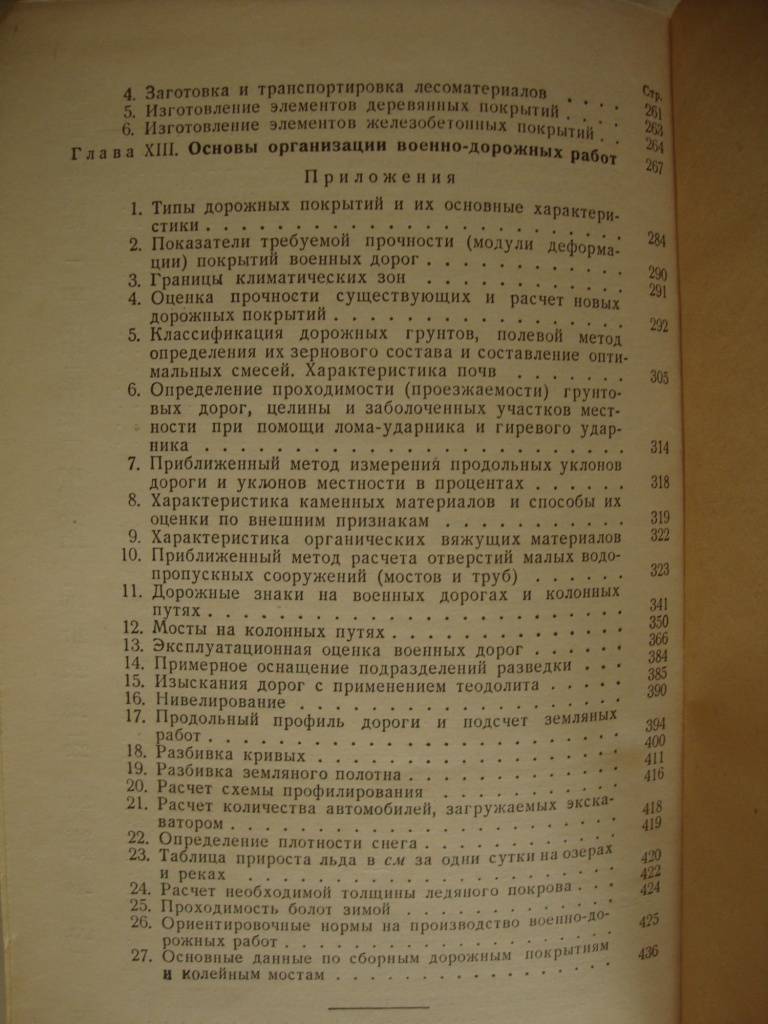 Стр.
4. Заготовка и транспортировка лесоматериалов . . . . 261
5. Изготовление элементов деревянных покрытий . . . . 263
6. Изготовление элементов железобетонных покрытий . . 264
Глава XIII. Основы организации военно-дорожных работ 267
Приложения
1. Типы дорожных покрытий и их основные характери-
стики . . . . . . . . . . . . . . . . . . . . . 284
2. Показатели требуемой прочности (модули деформа-
ции) покрытий военных дорог . . . . . . . . . . 290
3. Границы климатических зон . . . . . . . . . . 291
4. Оценка прочности существующих и расчет новых
дорожных покрытий . . . . . . . . . . . . . . . 292
5. Классификация дорожных грунтов, полевой метод
определения их зернового состава и составление опти-
мальных смесей. Характеристика почв . . . . . . . 305
6. Определение проходимости (проезжаемости) грунто-
вых дорог, целины и заболоченных участков мест-
ности при помощи лома-ударника и гиревого удар-
ника . . . . . . . . . . . . . . . . . . . . . . 314
7. Приближенный метод измерения продольных уклонов
дороги и уклонов местности в процентах . . . . . . 318
8. Характеристика каменных материалов и способы их
оценки по внешним признакам . . . . . . . . . . 319
9. Характеристика органических вяжущих материалов 322
10. Приближенный метод расчета отверстий малых водо-
пропускных сооружений (мостов и труб) . . . . . . 323
11. Дорожные знаки на военных дорогах и колонных
путях . . . . . . . . . . . . . . . . . . . . . . 341
12. Мосты на колонных путях . . . . . . . . . . . . 350
13. Эксплуатационная оценка военных дорог . . . . . . 366
14. Примерное оснащение подразделений разведки . . . 384
15. Изыскания дорог с применением теодолита . . . . . 385
16. Нивелирование . . . . . . . . . . . . . . . . . 390
17. Продольный профиль дороги и подсчет земляных
работ . . . . . . . . . . . . . . . . . . . . . . 394
18. Разбивка кривых . . . . . . . . . . . . . . . . 400
19. Разбивка земляного полотна . . . . . . . . . . . 411
20. Расчет схемы профилирования . . . . . . . . . . 416
21. Расчет количества автомобилей, загружаемых экска-
ватором . . . . . . . . . . . . . . . . . . . . . 418
22. Определение плотности снега . . . . . . . . . . . 419
23. Таблица прироста льда в см за одни сутки на озерах
и реках . . . . . . . . . . . . . . . . . . . . . 420
24. Расчет необходимой толщины ледяного покрова . . . 422
25. Проходимость болот зимой . . . . . . . . . . . . 424
26. Ориентировочные нормы на производство военно-до-
рожных работ . . . . . . . . . . . . . . . . . . 425
27. Основные данные по сборным дорожным покрытиям
и колейным мостам . . . . . . . . . . . . . . . . 436